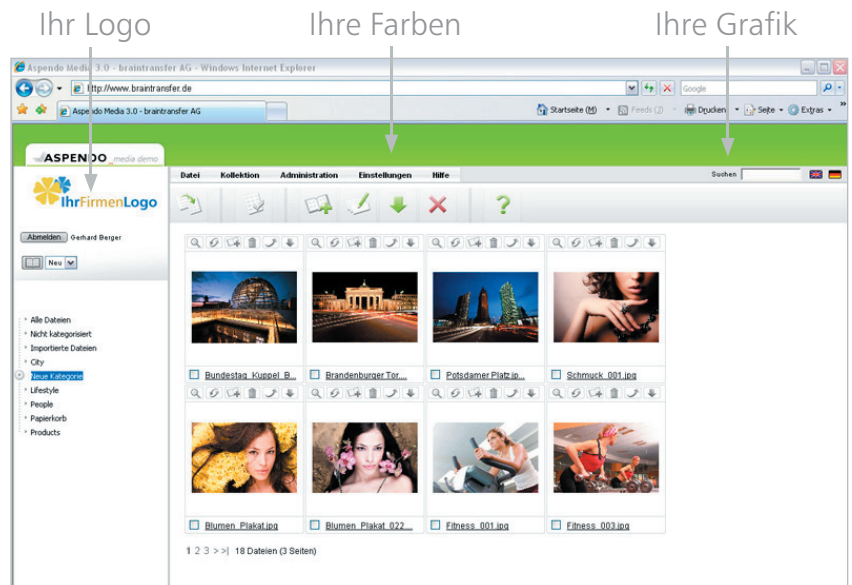 Ihr Logo Ihre Farben Ihre Grafik
Aspendo Media 3.0 - braintransfer AG - Windows Internet Explorer
http://www.braintransfer.de Google
Aspendo Media 3.0 - braintransfer AG Startseite (M) Feeds (J) Drucken Seite Extras »
ASPENDO media demo
Datei Kollektion Administration Einstellungen Hilfe Suchen
IhrFirmenLogo
Abmelden Gerhard Berger
Neu
Alle Dateien
Nicht kategorisiert
Importierte Dateien
City
Neue Kategorie
Lifestyle
People
Papierkorb
Products
Bundestag_Kuppel_B... Brandenburger Tor.... Potsdamer Platz.jp... Schmuck_001.jpg
Blumen_Plakat.jpg Blumen_Plakat_022.... Fitness_001.jpg Fitness_003.jpg
1 2 3 > >| 18 Dateien (3 Seiten)